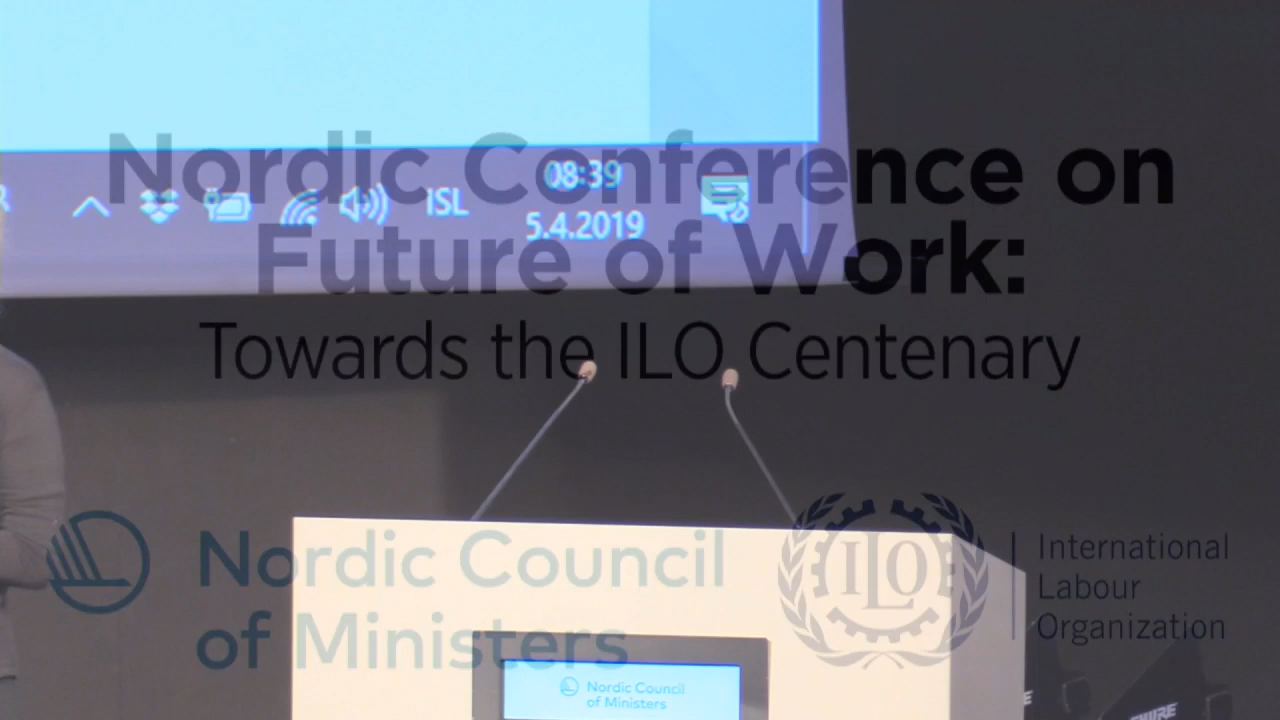 08:39
ISL
5.4.2019
Nordic Conference on
Future of Work:
Towards the ILO Centenary
Nordic Council
of Ministers
ILO
International
Labour
Organization
Nordic Council
of Ministers